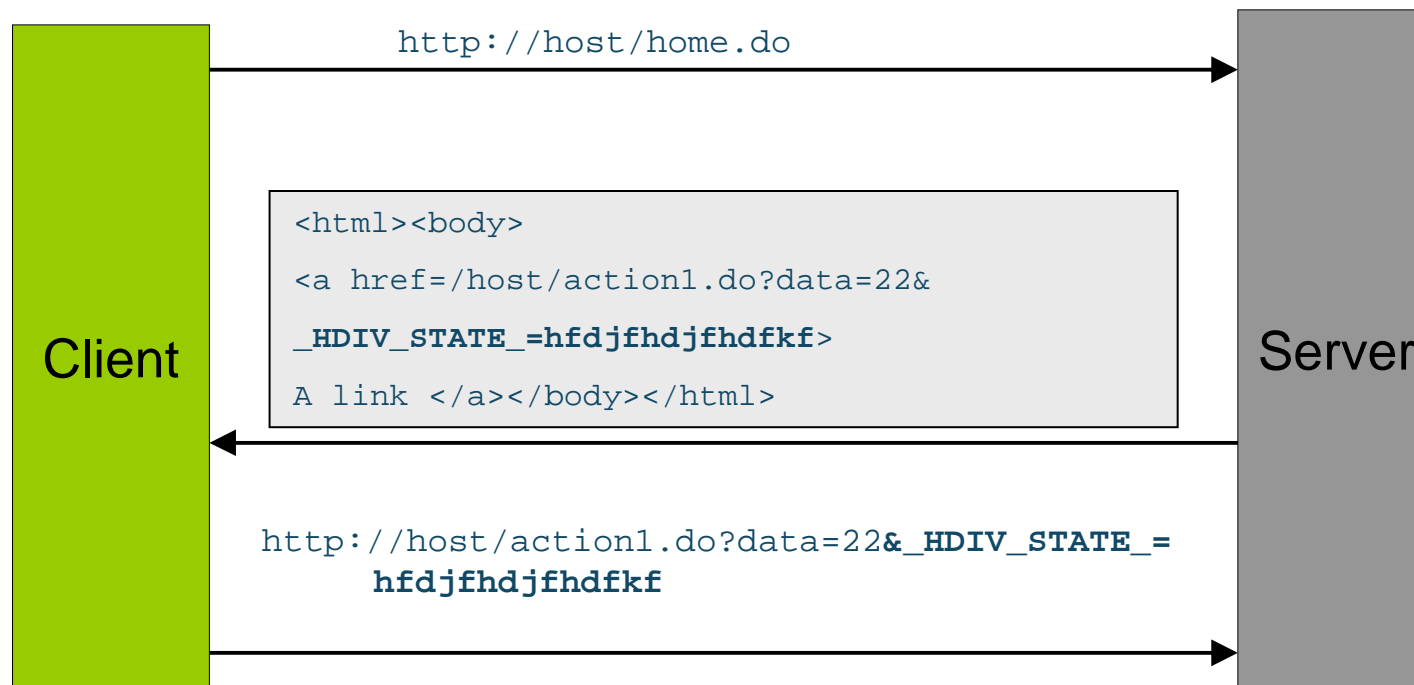 http://host/home.do
<html><body>
<a href=/host/action1.do?data=22&
_HDIV_STATE_=hfdjfhdjfhdfkf>
A link </a></body></html>
Client
Server
http://host/action1.do?data=22&_HDIV_STATE_=
hfdjfhdjfhdfkf